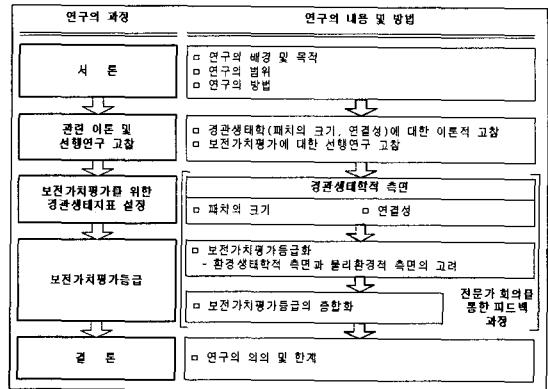 연구의 과정
연구의 내용 및 방법
서 론
□ 연구의 배경 및 목적
□ 연구의 범위
□ 연구의 방법
관련 이론 및
선행연구 고찰
□ 경관생태학(패치의 크기, 연결성)에 대한 이론적 고찰
□ 보전가치평가에 대한 선행연구 고찰
보전가치평가를 위한
경관생태지표 설정
경관생태학적 측면
□ 패치의 크기
□ 연결성
보전가치평가등급
□ 보전가치평가등급화
- 환경생태학적 측면과 물리환경적 측면의 고려
□ 보전가치평가등급의 종합화
전문가 회의를
통한 피드백
과정
결 론
□ 연구의 의의 및 한계